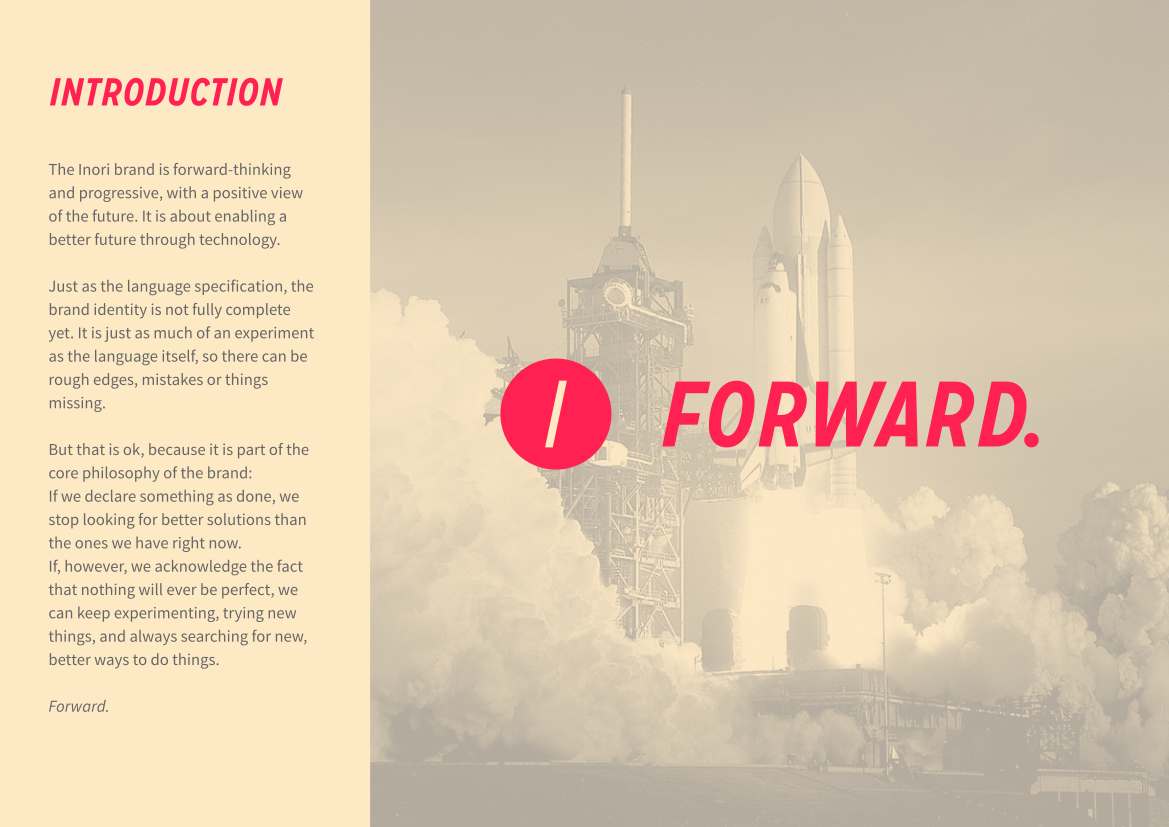 INTRODUCTION
The Inori brand is forward-thinking
and progressive, with a positive view
of the future. It is about enabling a
better future through technology.
Just as the language specification, the
brand identity is not fully complete
yet. It is just as much of an experiment
as the language itself, so there can be
rough edges, mistakes or things
missing.
But that is ok, because it is part of the
core philosophy of the brand:
If we declare something as done, we
stop looking for better solutions than
the ones we have right now.
If, however, we acknowledge the fact
that nothing will ever be perfect, we
can keep experimenting, trying new
things, and always searching for new,
better ways to do things.
Forward.
/ FORWARD.